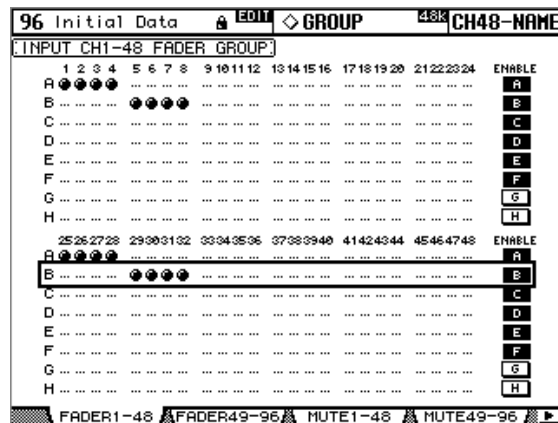 96 Initial Data EDIT GROUP 48K CH48-NAME
INPUT CH1-48 FADER GROUP
1 2 3 4 5 6 7 8 9 10 11 12 13 14 15 16 17 18 19 20 21 22 23 24 ENABLE
A A
B B
C C
D D
E E
F F
G G
H H
25 26 27 28 29 30 31 32 33 34 35 36 37 38 39 40 41 42 43 44 45 46 47 48 ENABLE
A A
B B
C C
D D
E E
F F
G G
H H
FADER1-48 FADER49-96 MUTE1-48 MUTE49-96